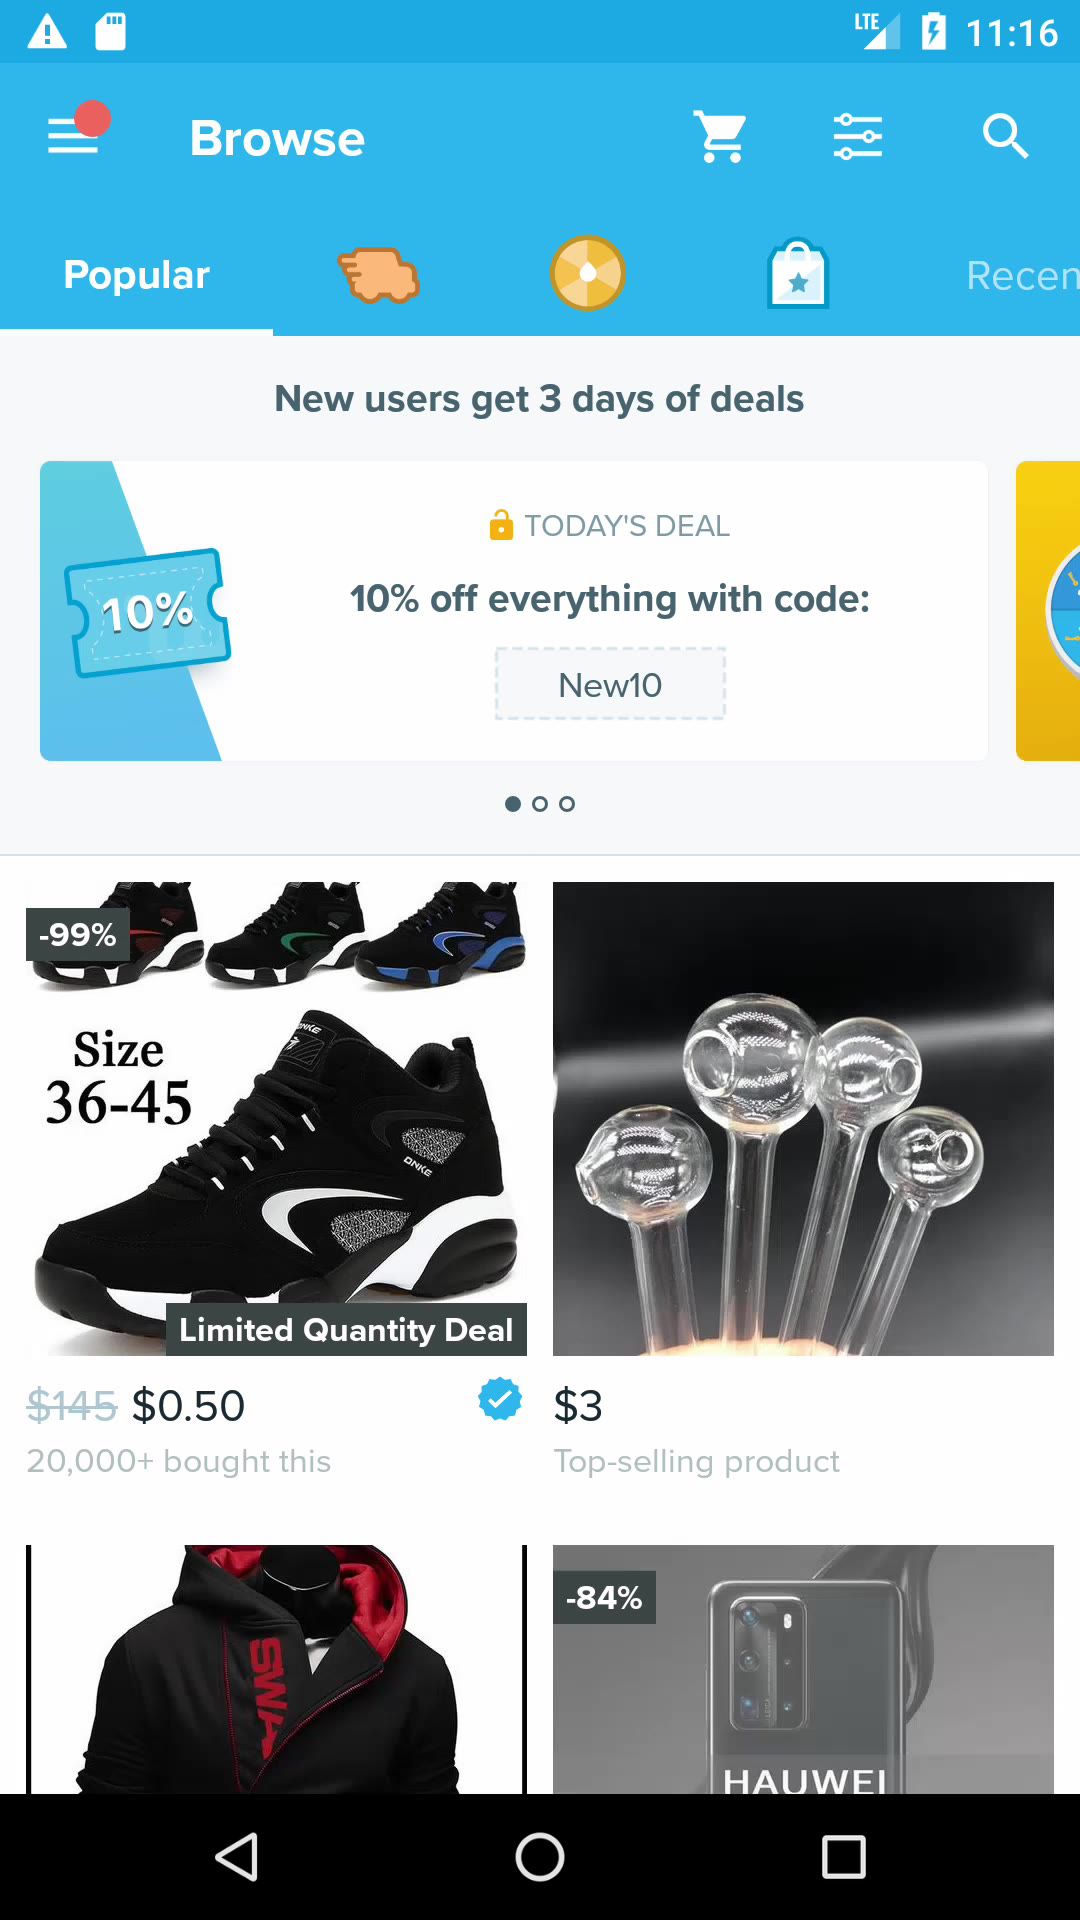 LTE 11:16
Browse
Popular
Recen
New users get 3 days of deals
TODAY'S DEAL
10%
10% off everything with code:
New10
-99%
ONKE
Size
36-45
ONKE
Limited Quantity Deal
$145 $0.50
$3
20,000+ bought this
Top-selling product
-84%
SWA
LEICA
HAUWEI